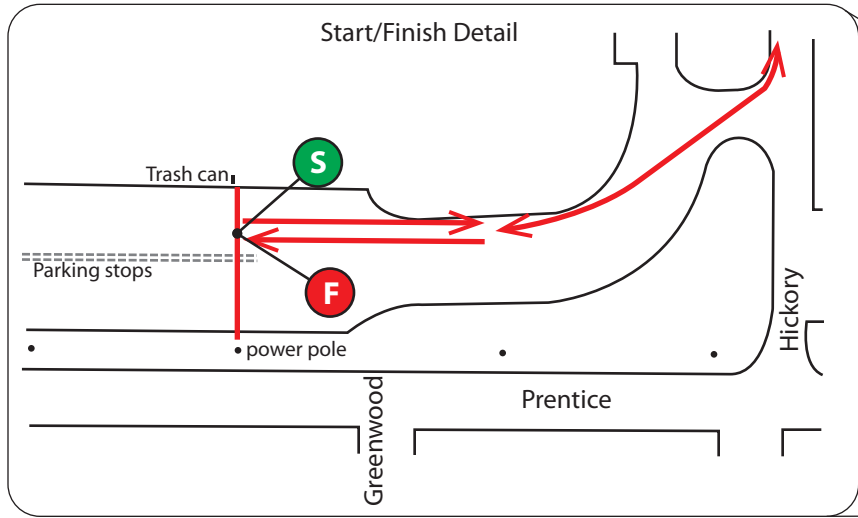 Start/Finish Detail
Trash can
S
Parking stops
F
power pole
Hickory
Greenwood
Prentice